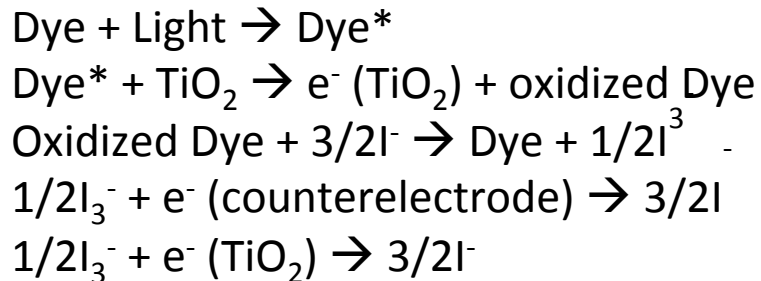 Dye + Light → Dye*
Dye* + TiO₂ → e⁻ (TiO₂) + oxidized Dye
Oxidized Dye + 3/2I⁻ → Dye + 1/2I³ -
1/2I₃⁻ + e⁻ (counterelectrode) → 3/2I
1/2I₃⁻ + e⁻ (TiO₂) → 3/2I⁻